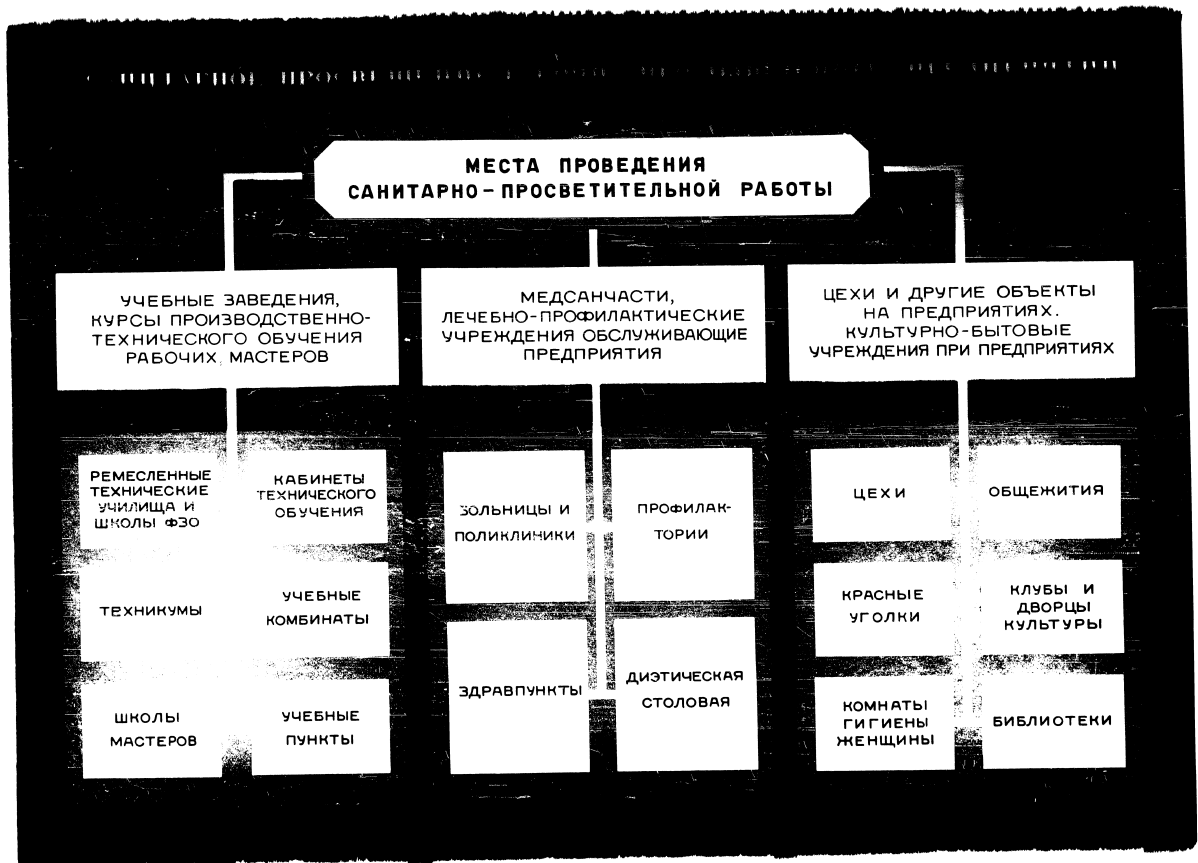 МЕСТА ПРОВЕДЕНИЯ
САНИТАРНО-ПРОСВЕТИТЕЛЬНОЙ РАБОТЫ
УЧЕБНЫЕ ЗАВЕДЕНИЯ,
КУРСЫ ПРОИЗВОДСТВЕННО-
ТЕХНИЧЕСКОГО ОБУЧЕНИЯ
РАБОЧИХ, МАСТЕРОВ
РЕМЕСЛЕННЫЕ
ТЕХНИЧЕСКИЕ
УЧИЛИЩА И
ШКОЛЫ ФЗО
КАБИНЕТЫ
ТЕХНИЧЕСКОГО
ОБУЧЕНИЯ
ТЕХНИКУМЫ
УЧЕБНЫЕ
КОМБИНАТЫ
ШКОЛЫ
МАСТЕРОВ
УЧЕБНЫЕ
ПУНКТЫ
МЕДСАНЧАСТИ,
ЛЕЧЕБНО-ПРОФИЛАКТИЧЕСКИЕ
УЧРЕЖДЕНИЯ ОБСЛУЖИВАЮЩИЕ
ПРЕДПРИЯТИЯ
БОЛЬНИЦЫ И
ПОЛИКЛИНИКИ
ПРОФИЛАК-
ТОРИИ
ЗДРАВПУНКТЫ
ДИЭТИЧЕСКАЯ
СТОЛОВАЯ
ЦЕХИ И ДРУГИЕ ОБЪЕКТЫ
НА ПРЕДПРИЯТИЯХ.
КУЛЬТУРНО-БЫТОВЫЕ
УЧРЕЖДЕНИЯ ПРИ ПРЕДПРИЯТИЯХ
ЦЕХИ
ОБЩЕЖИТИЯ
КРАСНЫЕ
УГОЛКИ
КЛУБЫ И
ДВОРЦЫ
КУЛЬТУРЫ
КОМНАТЫ
ГИГИЕНЫ
ЖЕНЩИНЫ
БИБЛИОТЕКИ